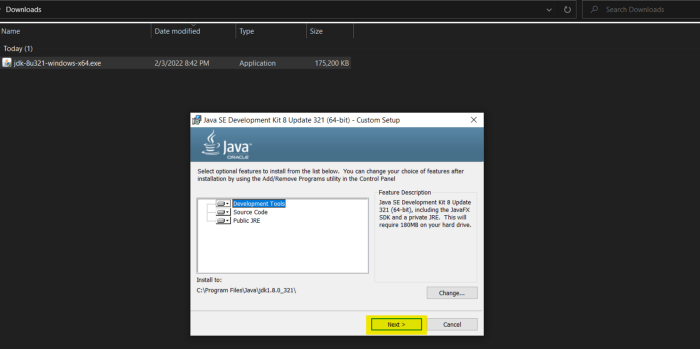 Downloads
Search Downloads
Name Date modified Type Size
Today (1)
jdk-8u321-windows-x64.exe 2/3/2022 8:42 PM Application 175,200 KB
Java SE Development Kit 8 Update 321 (64-bit) - Custom Setup
Java
ORACLE
Select optional features to install from the list below. You can change your choice of features after
installation by using the Add/Remove Programs utility in the Control Panel
Feature Description
Development Tools
Source Code
Public JRE
Java SE Development Kit 8 Update
321 (64-bit), including the JavaFX
SDK and a private JRE. This will
require 180MB on your hard drive.
Install to:
C:\Program Files\Java\jdk1.8.0_321\
Change...
Next >
Cancel